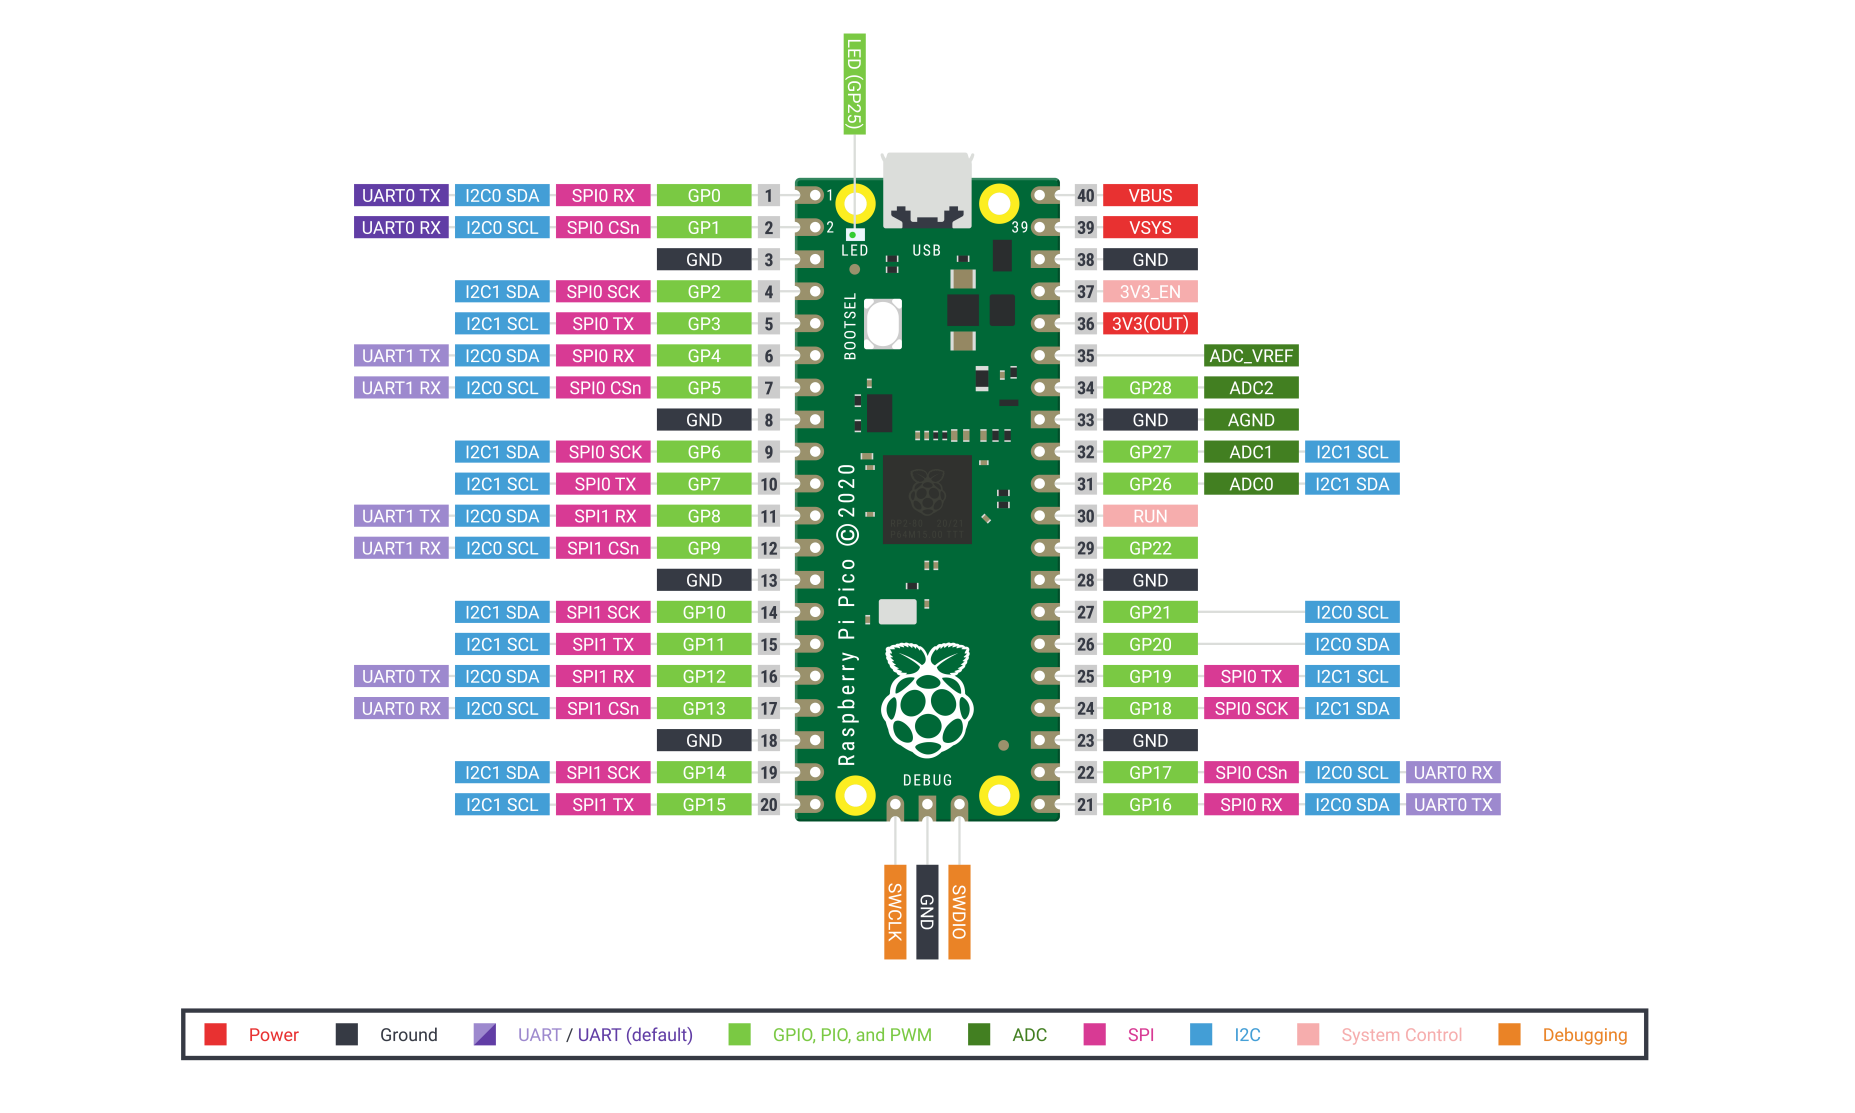 LED (GP25)
UART0 TX I2C0 SDA SPI0 RX GP0 1 1 40 VBUS
UART0 RX I2C0 SCL SPI0 CSn GP1 2 2 39 39 VSYS
LED USB
GND 3 38 GND
I2C1 SDA SPI0 SCK GP2 4 37 3V3_EN
I2C1 SCL SPI0 TX GP3 5 36 3V3(OUT)
BOOTSEL
UART1 TX I2C0 SDA SPI0 RX GP4 6 35 ADC_VREF
UART1 RX I2C0 SCL SPI0 CSn GP5 7 34 GP28 ADC2
GND 8 33 GND AGND
I2C1 SDA SPI0 SCK GP6 9 32 GP27 ADC1 I2C1 SCL
I2C1 SCL SPI0 TX GP7 10 31 GP26 ADC0 I2C1 SDA
UART1 TX I2C0 SDA SPI1 RX GP8 11 30 RUN
UART1 RX I2C0 SCL SPI1 CSn GP9 12 29 GP22
GND 13 28 GND
I2C1 SDA SPI1 SCK GP10 14 27 GP21 I2C0 SCL
I2C1 SCL SPI1 TX GP11 15 26 GP20 I2C0 SDA
UART0 TX I2C0 SDA SPI1 RX GP12 16 25 GP19 SPI0 TX I2C1 SCL
UART0 RX I2C0 SCL SPI1 CSn GP13 17 24 GP18 SPI0 SCK I2C1 SDA
GND 18 23 GND
Raspberry Pi Pico ©2020
I2C1 SDA SPI1 SCK GP14 19 22 GP17 SPI0 CSn I2C0 SCL UART0 RX
DEBUG
I2C1 SCL SPI1 TX GP15 20 21 GP16 SPI0 RX I2C0 SDA UART0 TX
SWCLK GND SWDIO
Power Ground UART / UART (default) GPIO, PIO, and PWM ADC SPI I2C System Control Debugging